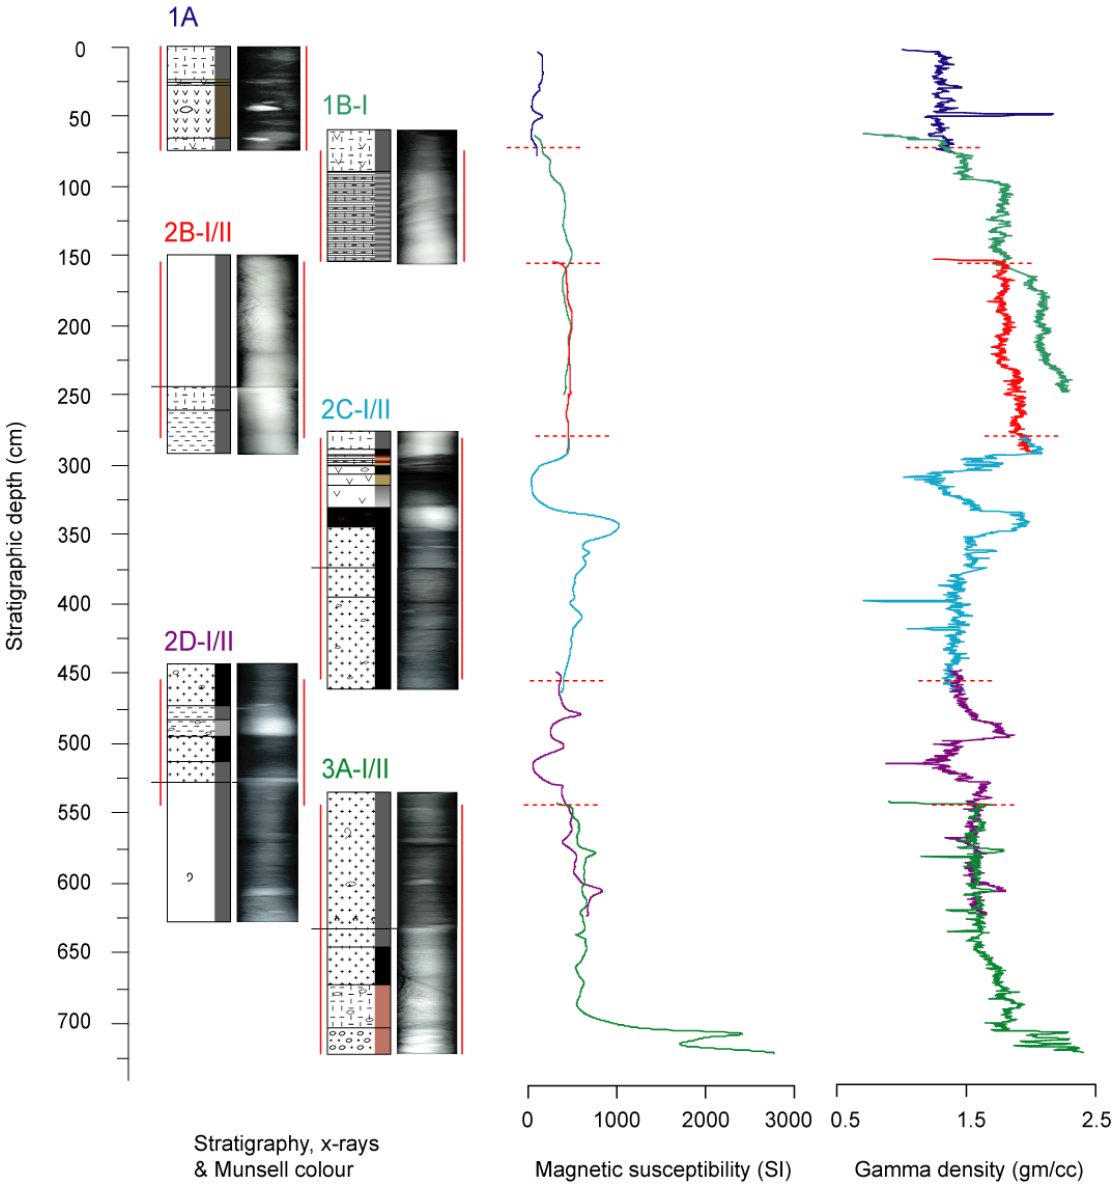 1A
0
50
1B-I
100
150
2B-I/II
200
250
2C-I/II
300
350
400
2D-I/II
450
500
3A-I/II
550
600
650
700
Stratigraphic depth (cm)
0 1000 2000 3000
0.5 1.5 2.5
Stratigraphy, x-rays
& Munsell colour
Magnetic susceptibility (SI)
Gamma density (gm/cc)